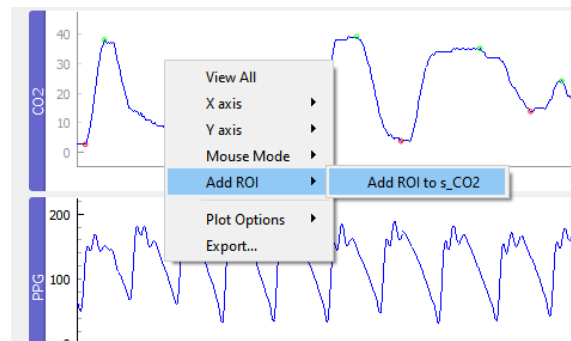 CO2
40
30
20
10
0
View All
X axis
Y axis
Mouse Mode
Add ROI
Add ROI to s_CO2
Plot Options
Export...
PPG
200
100